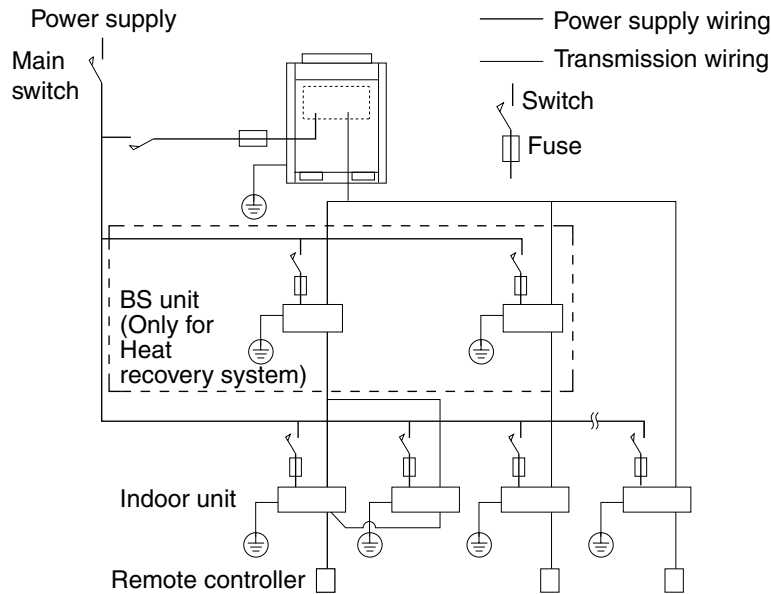 Power supply
Main
switch
Power supply wiring
Transmission wiring
Switch
Fuse
BS unit
(Only for
Heat
recovery system)
Indoor unit
Remote controller